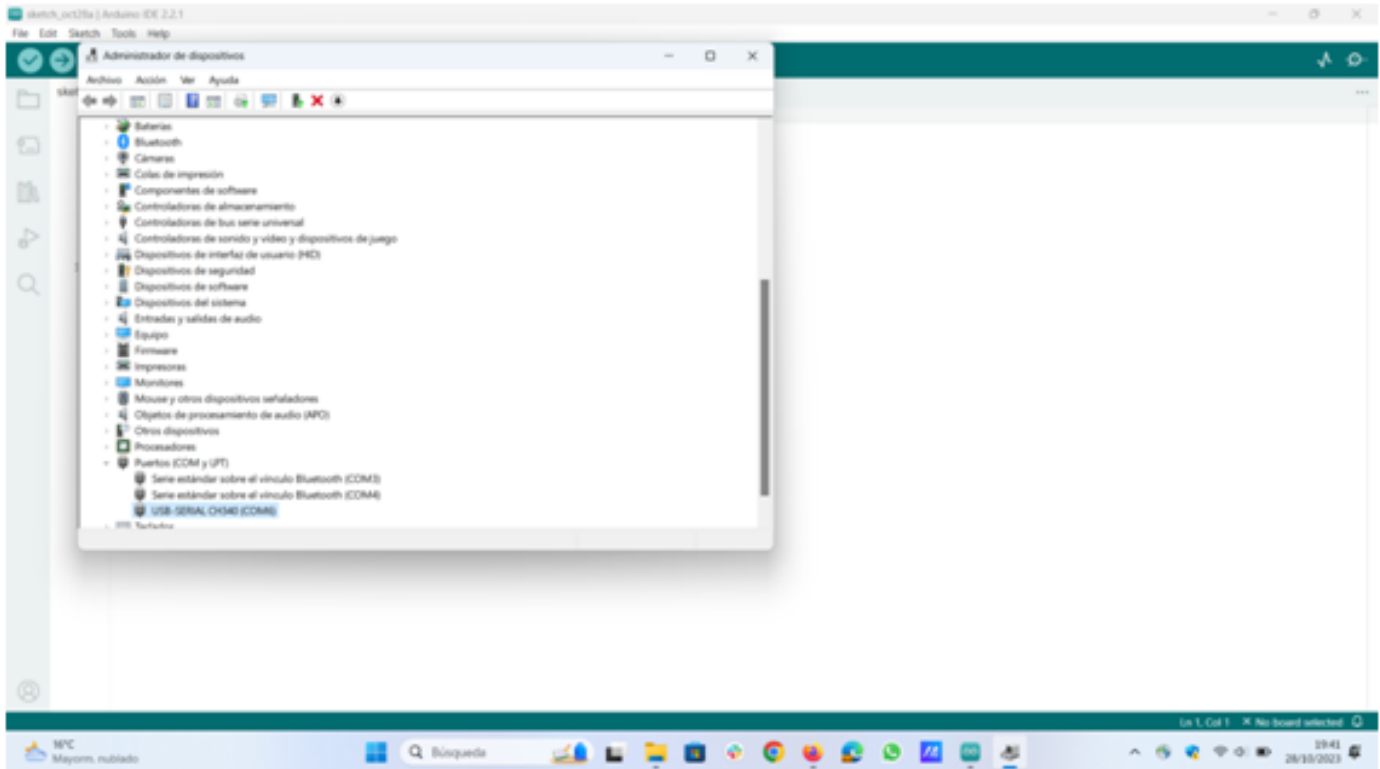 sketch_oct28a | Arduino IDE 2.2.1
File Edit Sketch Tools Help
Administrador de dispositivos
Archivo Acción Ver Ayuda
Baterías
Bluetooth
Cámaras
Colas de impresión
Componentes de software
Controladoras de almacenamiento
Controladoras de bus serie universal
Controladoras de sonido y vídeo y dispositivos de juego
Dispositivos de interfaz de usuario (HID)
Dispositivos de seguridad
Dispositivos de software
Dispositivos del sistema
Entradas y salidas de audio
Equipo
Firmware
Impresoras
Monitores
Mouse y otros dispositivos señaladores
Objetos de procesamiento de audio (APO)
Otros dispositivos
Procesadores
Puertos (COM y LPT)
Serie estándar sobre el vínculo Bluetooth (COM3)
Serie estándar sobre el vínculo Bluetooth (COM4)
USB-SERIAL CH340 (COM6)
Teclados
Ln 1, Col 1 × No board selected
16°C
Mayorm. nublado
Búsqueda
19:41
28/10/2023